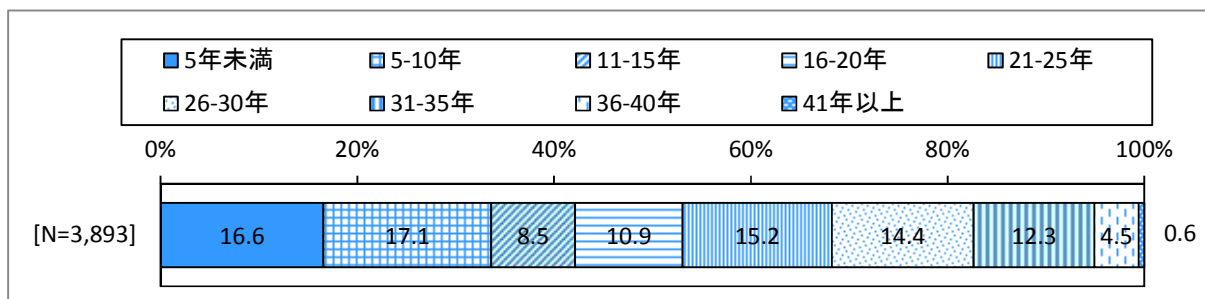 5年未満 5-10年 11-15年 16-20年 21-25年
26-30年 31-35年 36-40年 41年以上
0% 20% 40% 60% 80% 100%
[N=3,893] 16.6 17.1 8.5 10.9 15.2 14.4 12.3 4.5 0.6